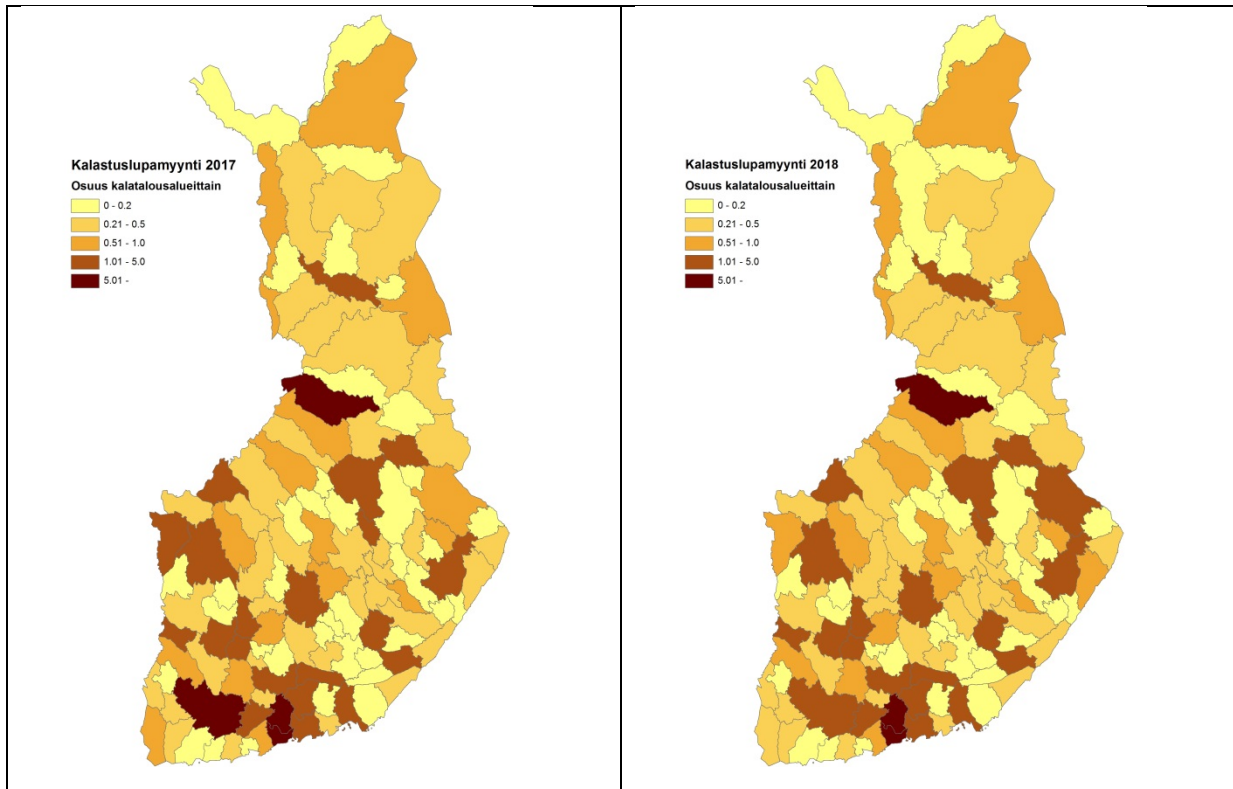 Kalastuslupamyynti 2017
Osuus kalatalousalueittain
0 - 0.2
0.21 - 0.5
0.51 - 1.0
1.01 - 5.0
5.01 -
Kalastuslupamyynti 2018
Osuus kalatalousalueittain
0 - 0.2
0.21 - 0.5
0.51 - 1.0
1.01 - 5.0
5.01 -